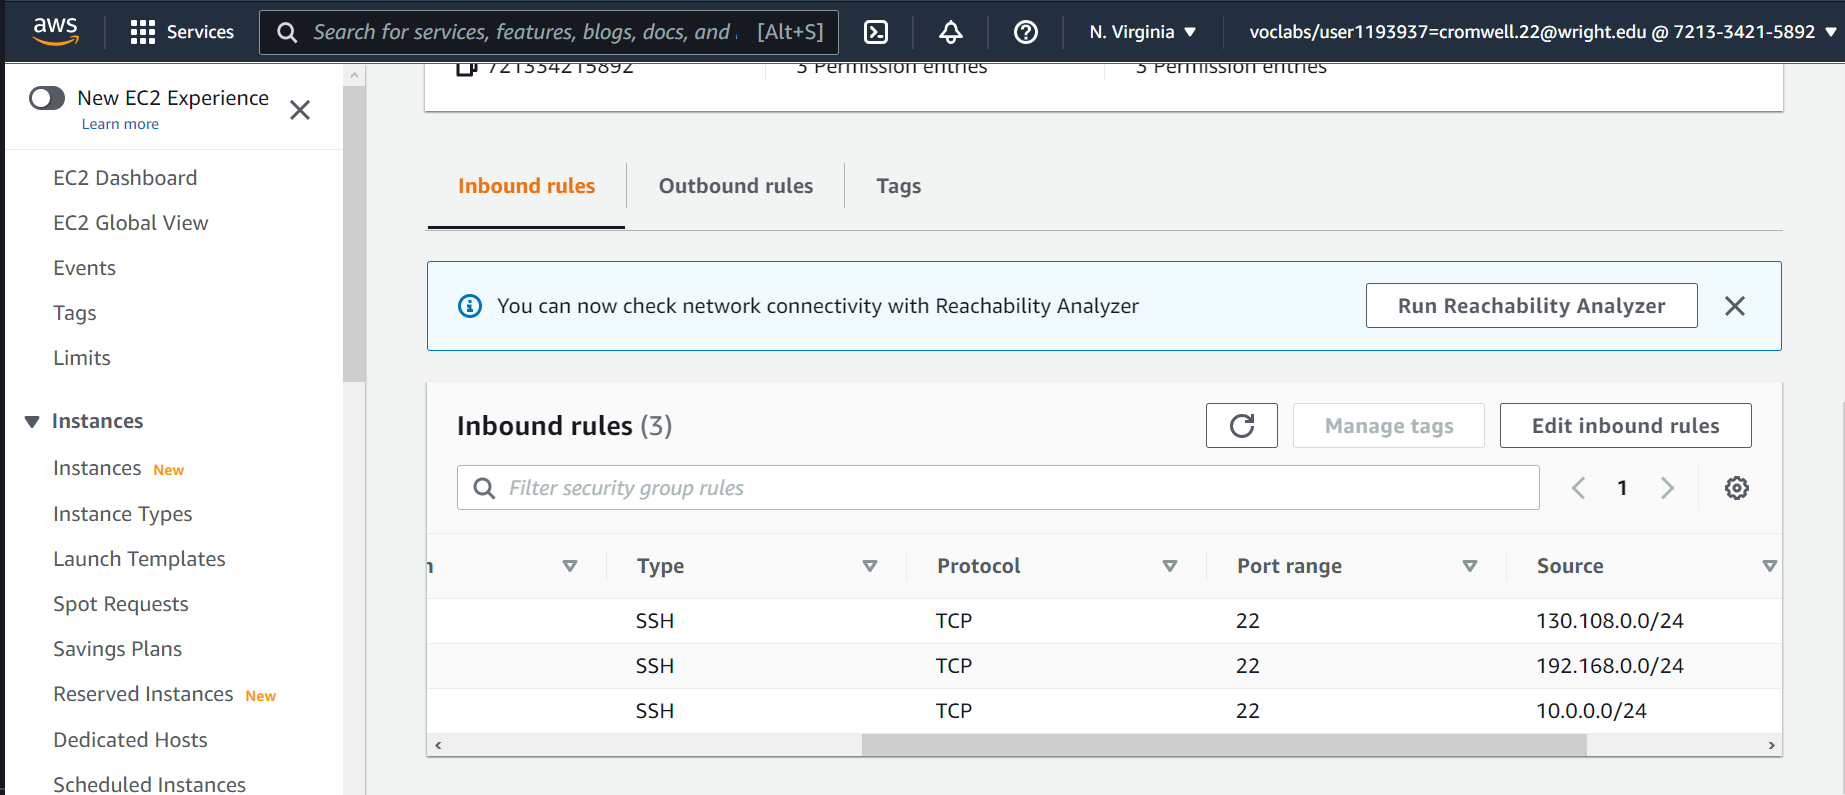 aws Services Search for services, features, blogs, docs, and [Alt+S] N. Virginia voclabs/user1193937=cromwell.22@wright.edu @ 7213-3421-5892
New EC2 Experience
Learn more
EC2 Dashboard
EC2 Global View
Events
Tags
Limits
Instances
Instances New
Instance Types
Launch Templates
Spot Requests
Savings Plans
Reserved Instances New
Dedicated Hosts
Scheduled Instances
721334215892 3 Permission entries 3 Permission entries
Inbound rules Outbound rules Tags
You can now check network connectivity with Reachability Analyzer Run Reachability Analyzer
Inbound rules (3) Manage tags Edit inbound rules
Filter security group rules 1
Type Protocol Port range Source
SSH TCP 22 130.108.0.0/24
SSH TCP 22 192.168.0.0/24
SSH TCP 22 10.0.0.0/24